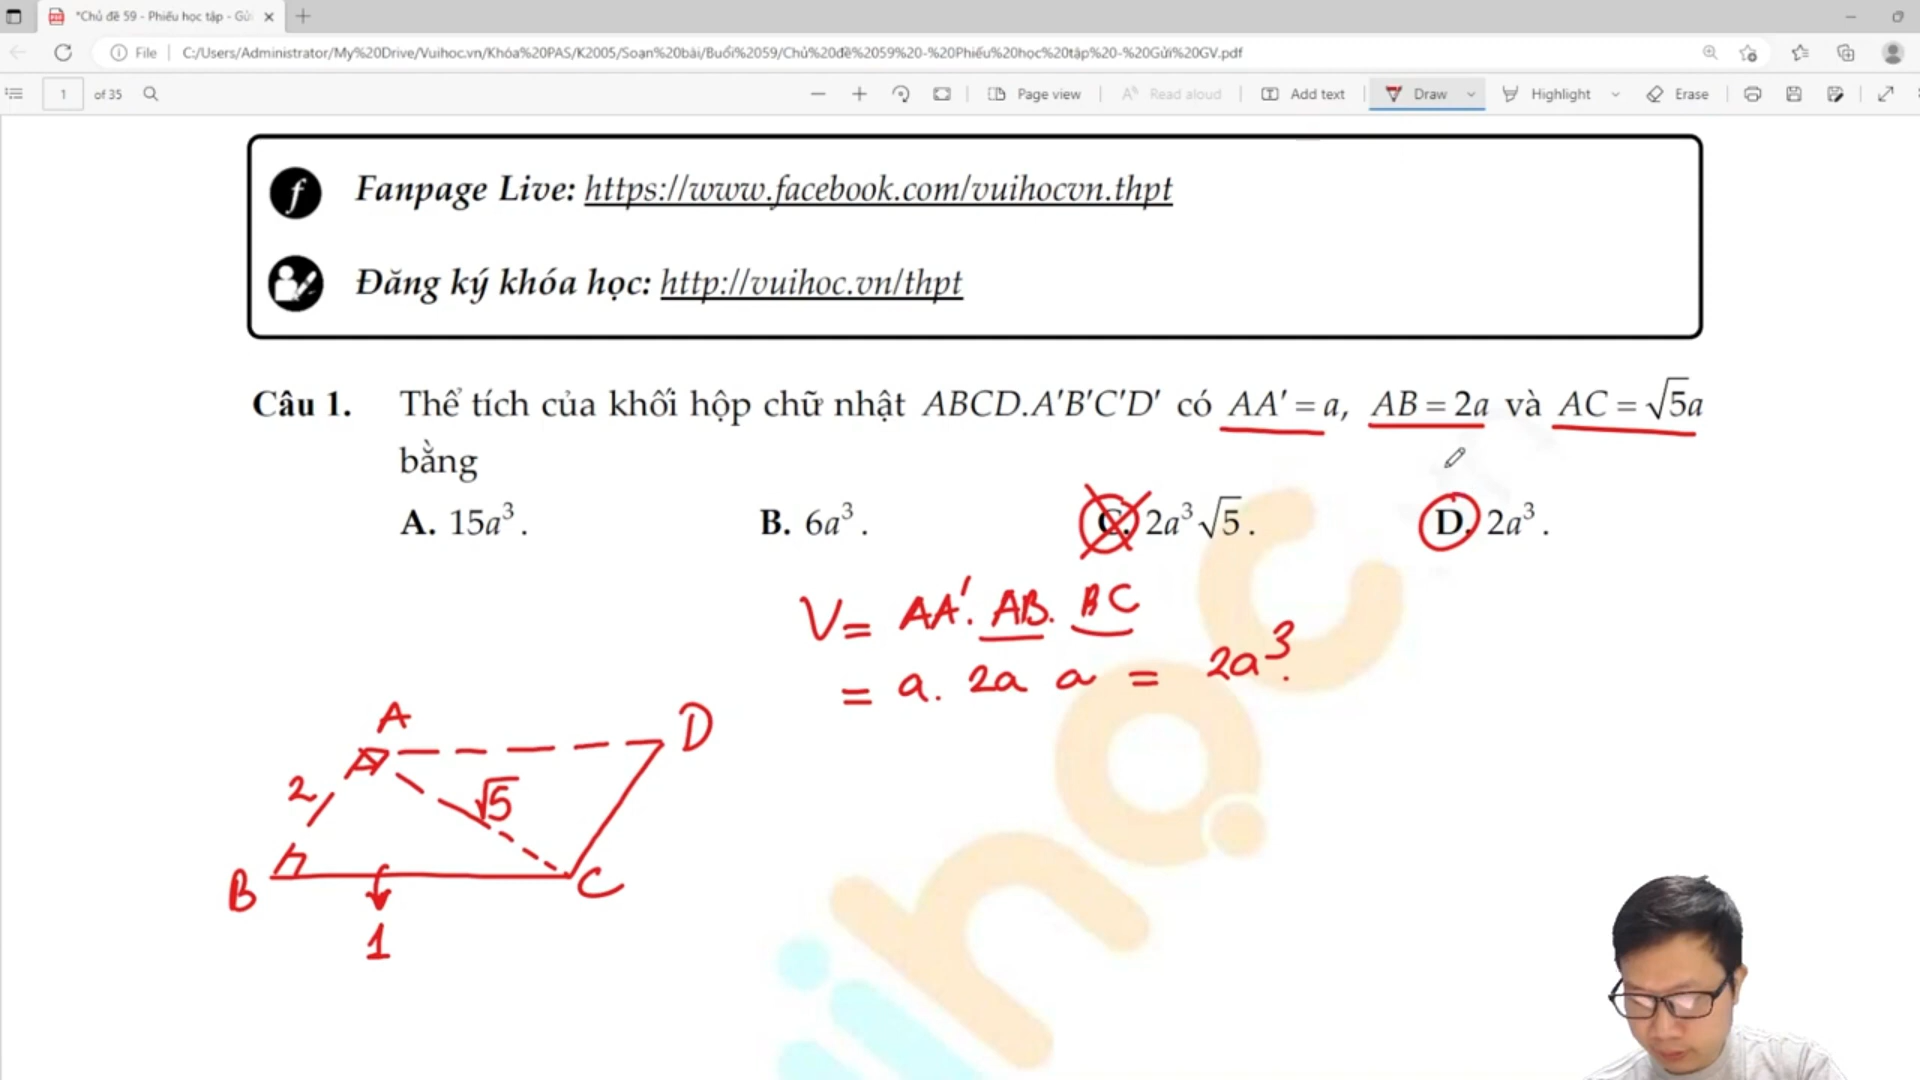 *Chủ đề 59 - Phiếu học tập - Gửi
File C:/Users/Administrator/My%20Drive/Vuihoc.vn/Khóa%20PAS/K2005/Soạn%20bài/Buổi%2059/Chủ%20đề%2059%20-%20Phiếu%20học%20tập%20-%20Gửi%20GV.pdf
1 of 35 Page view Read aloud Add text Draw Highlight Erase
Fanpage Live: https://www.facebook.com/vuihocvn.thpt
Đăng ký khóa học: http://vuihoc.vn/thpt
Câu 1. Thể tích của khối hộp chữ nhật ABCD.A'B'C'D' có AA' = a, AB = 2a và AC = √5a
bằng
A. 15a³. B. 6a³. C. 2a³√5. D. 2a³.
V = AA'. AB. BC
= a. 2a a = 2a³.
A
D
2
√5
B
C
1